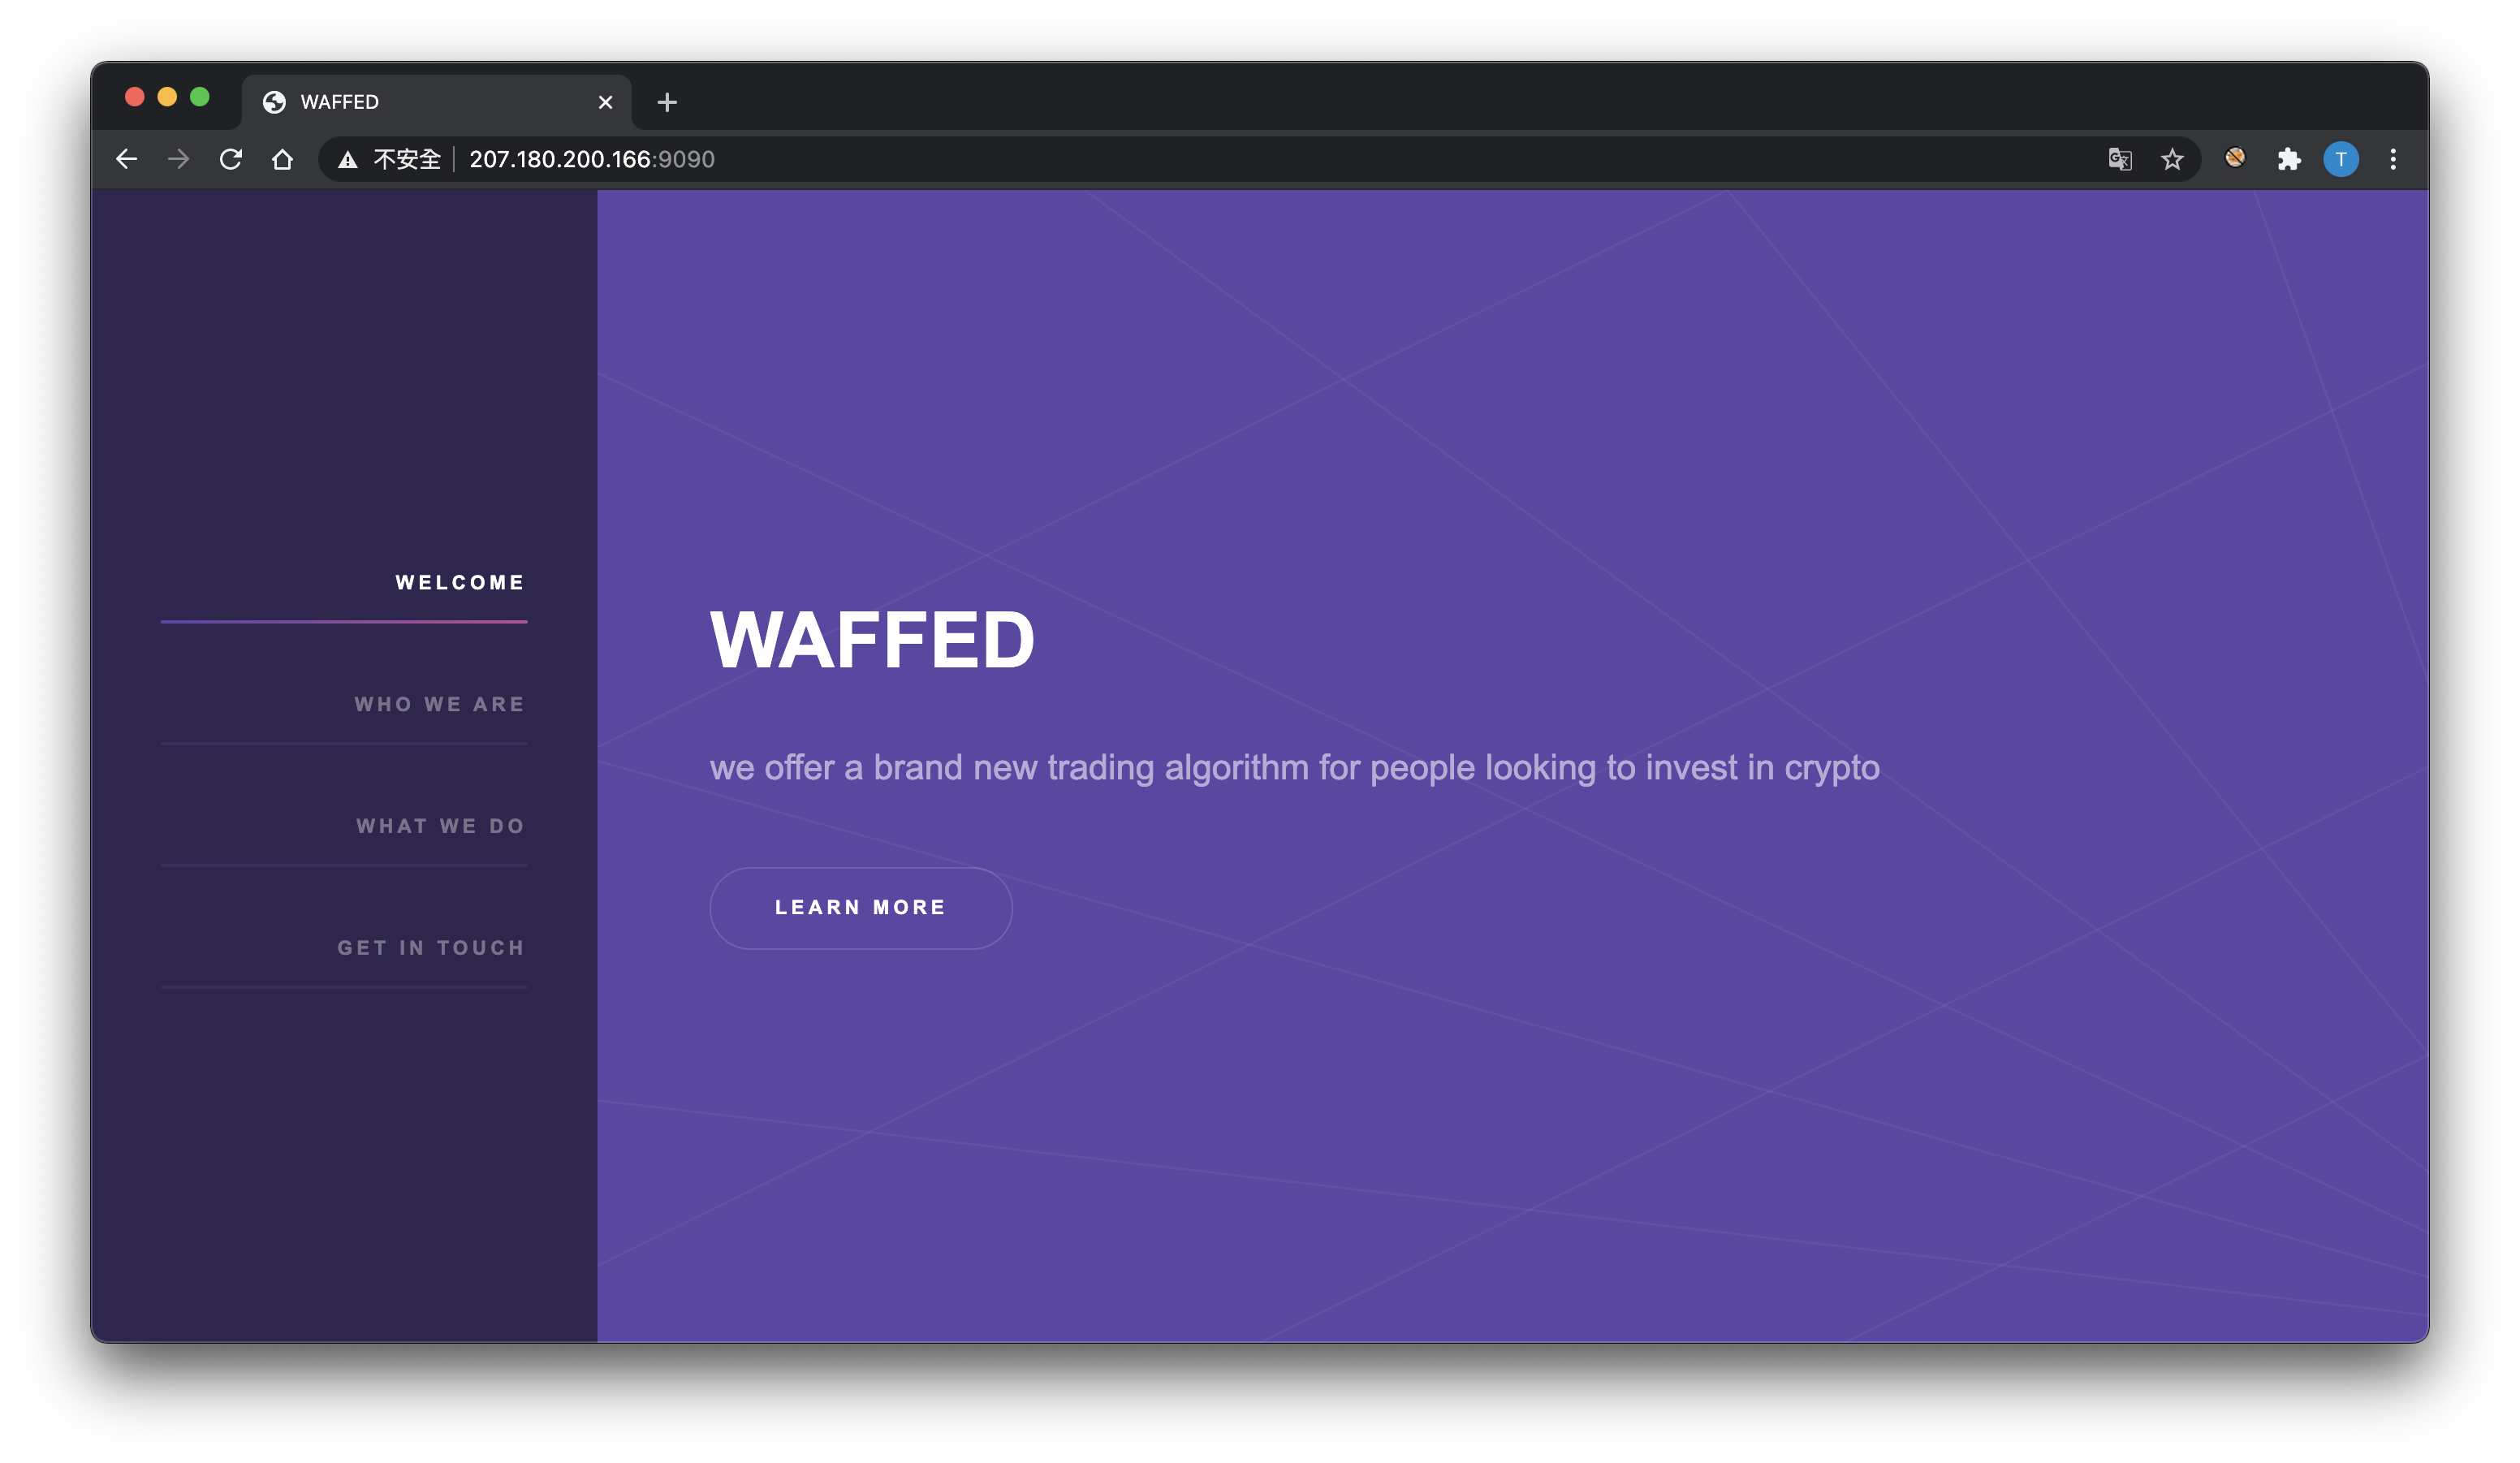 WAFFED
不安全
207.180.200.166:9090
T
WELCOME
WHO WE ARE
WHAT WE DO
GET IN TOUCH
WAFFED
we offer a brand new trading algorithm for people looking to invest in crypto
LEARN MORE